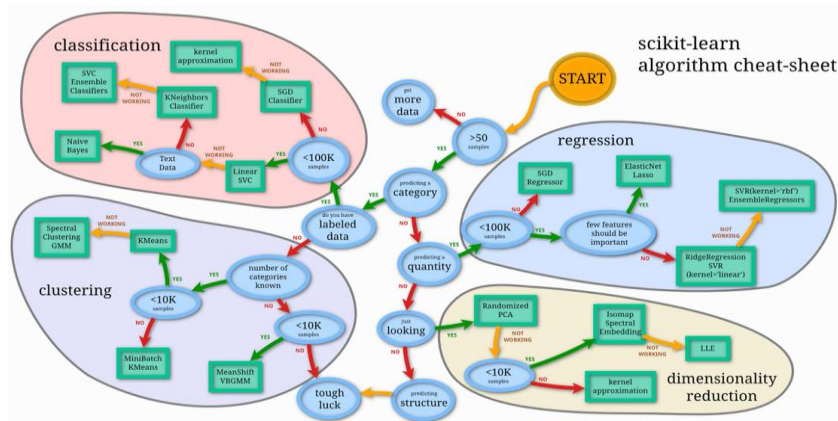 scikit-learn
algorithm cheat-sheet
START
classification
kernel
approximation
NOT
WORKING
SVC
Ensemble
Classifiers
NOT
WORKING
KNeighbors
Classifier
SGD
Classifier
NO
NO
Naive
Bayes
YES
Text
Data
NOT
WORKING
Linear
SVC
YES
<100K
samples
YES
get
more
data
NO
>50
samples
YES
predicting a
category
YES
NO
do you have
labeled
data
NO
predicting a
quantity
YES
NO
regression
SGD
Regressor
NO
<100K
samples
YES
ElasticNet
Lasso
YES
few features
should be
important
NO
SVR(kernel='rbf')
EnsembleRegressors
NOT
WORKING
RidgeRegression
SVR
(kernel='linear')
clustering
Spectral
Clustering
GMM
NOT
WORKING
KMeans
YES
<10K
samples
YES
number of
categories
known
NO
NO
MiniBatch
KMeans
<10K
samples
YES
MeanShift
VBGMM
NO
tough
luck
just
looking
YES
NO
predicting
structure
Randomized
PCA
NOT
WORKING
<10K
samples
YES
NO
Isomap
Spectral
Embedding
NOT
WORKING
LLE
kernel
approximation
dimensionality
reduction